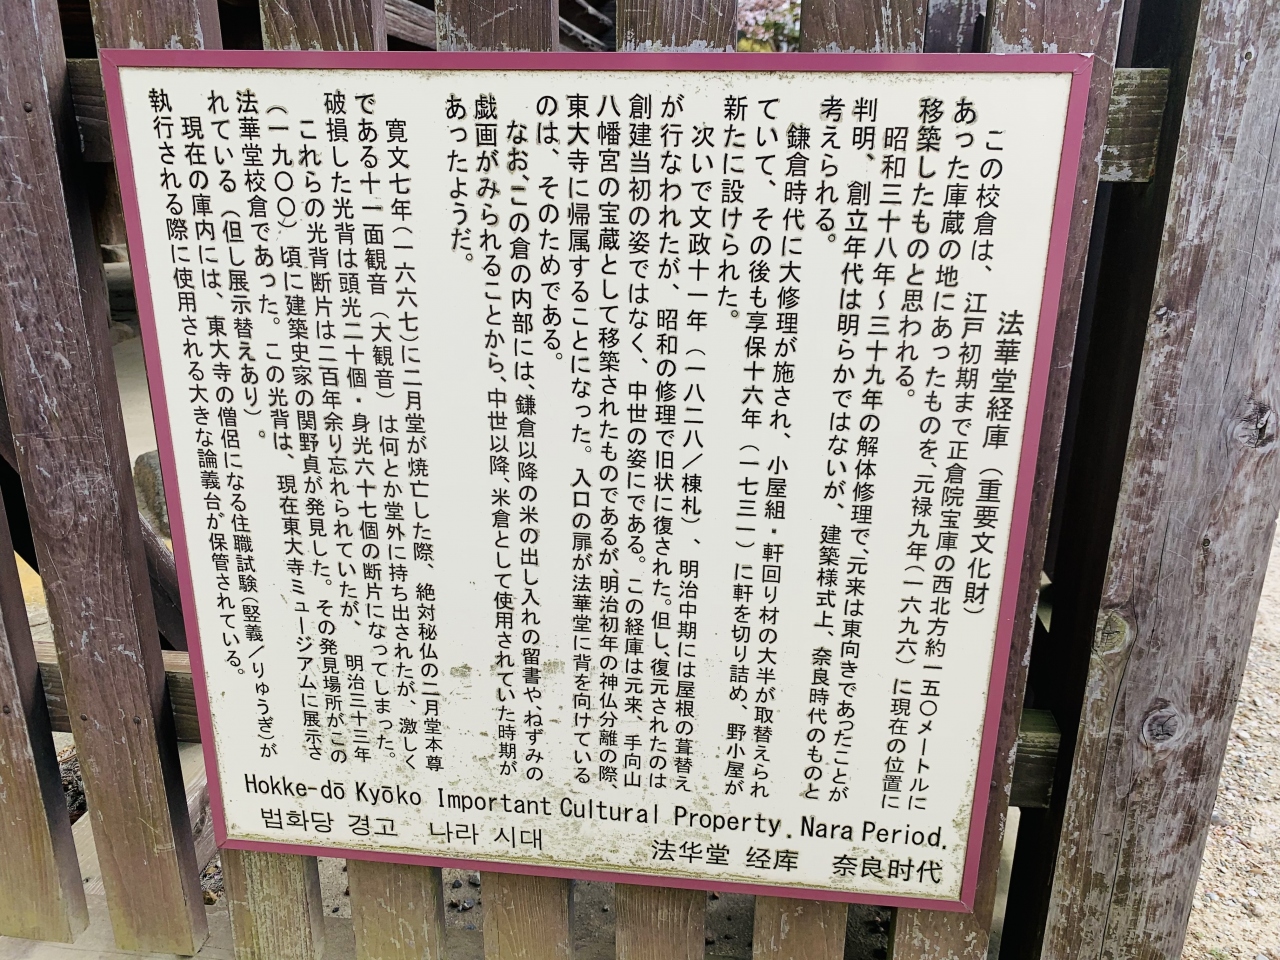 法華堂経庫（重要文化財）
この校倉は、江戸初期まで正倉院宝庫の西北方約一五〇メートルに
あった庫蔵の地にあったものを、元禄九年（一六九六）に現在の位置に
移築したものと思われる。
昭和三十八年～三十九年の解体修理で、元来は東向きであったことが
判明、創立年代は明らかではないが、建築様式上、奈良時代のものと
考えられる。
鎌倉時代に大修理が施され、小屋組・軒回り材の大半が取替えられ
ていて、その後も享保十六年（一七三一）に軒を切り詰め、野小屋が
新たに設けられた。
次いで文政十一年（一八二八／棟札）、明治中期には屋根の葺替え
が行なわれたが、昭和の修理で旧状に復された。但し、復元されたのは
創建当初の姿ではなく、中世の姿にである。この経庫は元来、手向山
八幡宮の宝蔵として移築されたものであるが、明治初年の神仏分離の際、
東大寺に帰属することになった。入口の扉が法華堂に背を向けている
のは、そのためである。
なお、この倉の内部には、鎌倉以降の米の出し入れの留書や、ねずみの
戯画がみられることから、中世以降、米倉として使用されていた時期が
あったようだ。
寛文七年（一六六七）に二月堂が焼亡した際、絶対秘仏の二月堂本尊
である十一面観音（大観音）は何とか堂外に持ち出されたが、激しく
破損した光背は頭光二十個・身光六十七個の断片になってしまった。
これらの光背断片は二百年余り忘れられていたが、明治三十三年
（一九〇〇）頃に建築史家の関野貞が発見した。その発見場所がこの
法華堂校倉であった。この光背は、現在東大寺ミュージアムに展示さ
れている（但し展示替えあり）。
現在の庫内には、東大寺の僧侶になる住職試験（竪義／りゅうぎ）が
執行される際に使用される大きな論義台が保管されている。
Hokke-dō Kyōko Important Cultural Property. Nara Period.
법화당 경고 나라 시대 法华堂 经库 奈良时代